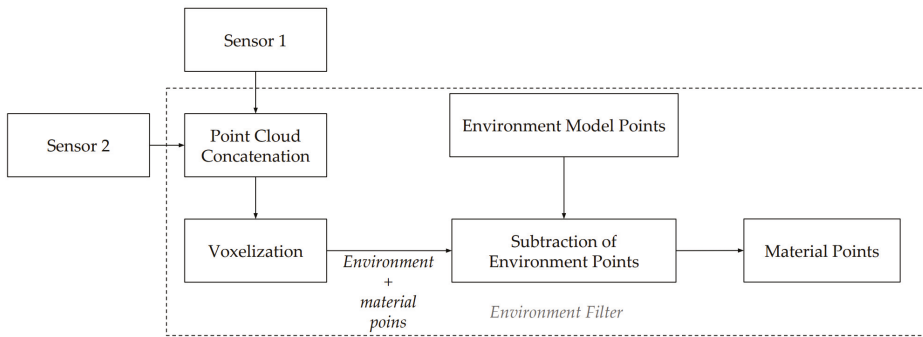 Sensor 1
Sensor 2
Point Cloud
Concatenation
Environment Model Points
Voxelization
Environment
+
material
poins
Subtraction of
Environment Points
Material Points
Environment Filter